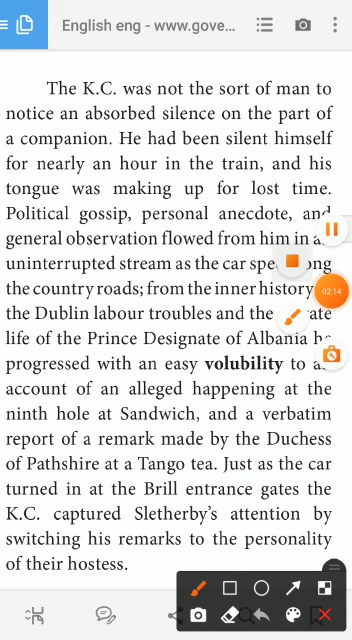 English eng - www.gove...
The K.C. was not the sort of man to
notice an absorbed silence on the part of
a companion. He had been silent himself
for nearly an hour in the train, and his
tongue was making up for lost time.
Political gossip, personal anecdote, and
general observation flowed from him in
uninterrupted stream as the car
the country roads; from the inner history
the Dublin labour troubles and the
life of the Prince Designate of Albania he
progressed with an easy volubility to
account of an alleged happening at the
ninth hole at Sandwich, and a verbatim
report of a remark made by the Duchess
of Pathshire at a Tango tea. Just as the car
turned in at the Brill entrance gates the
K.C. captured Sletherby's attention by
switching his remarks to the personality
of their hostess.
02:14